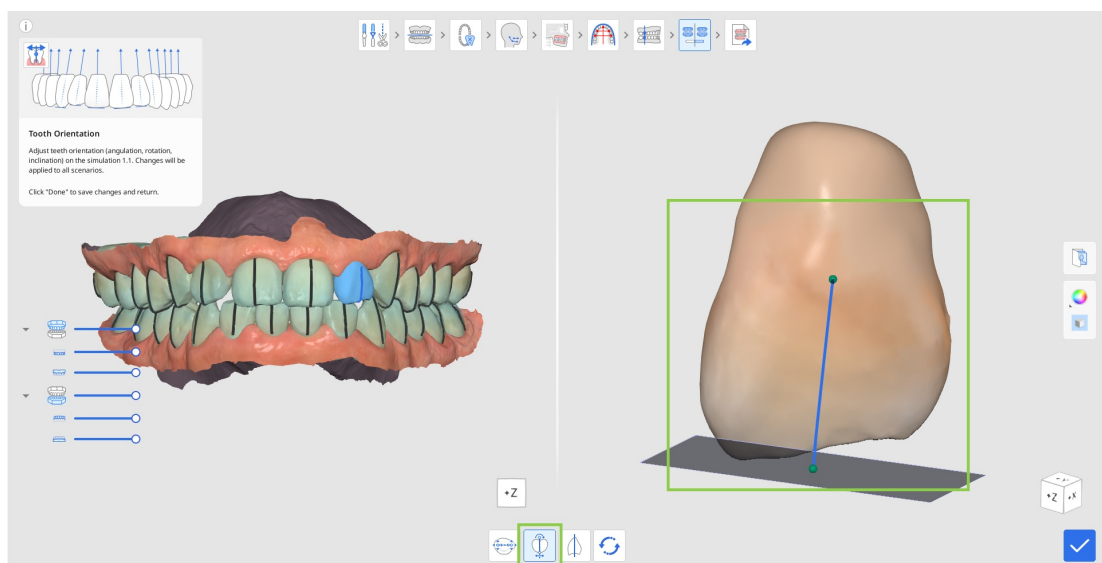 i
Tooth Orientation
Adjust teeth orientation (angulation, rotation,
inclination) on the simulation 1.1. Changes will be
applied to all scenarios.
Click "Done" to save changes and return.
+Z
+Z +X